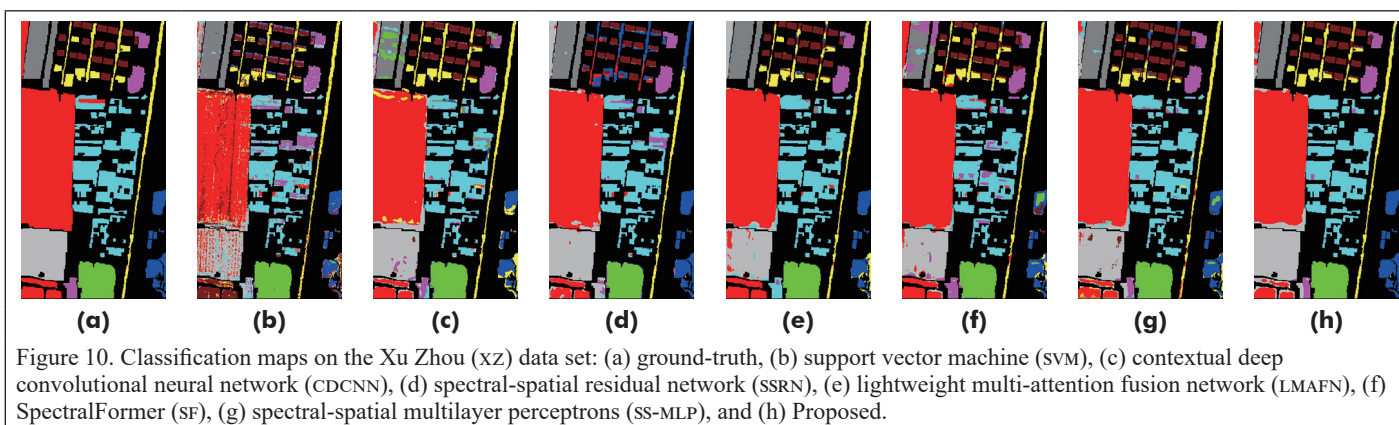 (a) (b) (c) (d) (e) (f) (g) (h)
Figure 10. Classification maps on the Xu Zhou (XZ) data set: (a) ground-truth, (b) support vector machine (SVM), (c) contextual deep
convolutional neural network (CDCNN), (d) spectral-spatial residual network (SSRN), (e) lightweight multi-attention fusion network (LMAFN), (f)
SpectralFormer (SF), (g) spectral-spatial multilayer perceptrons (SS-MLP), and (h) Proposed.